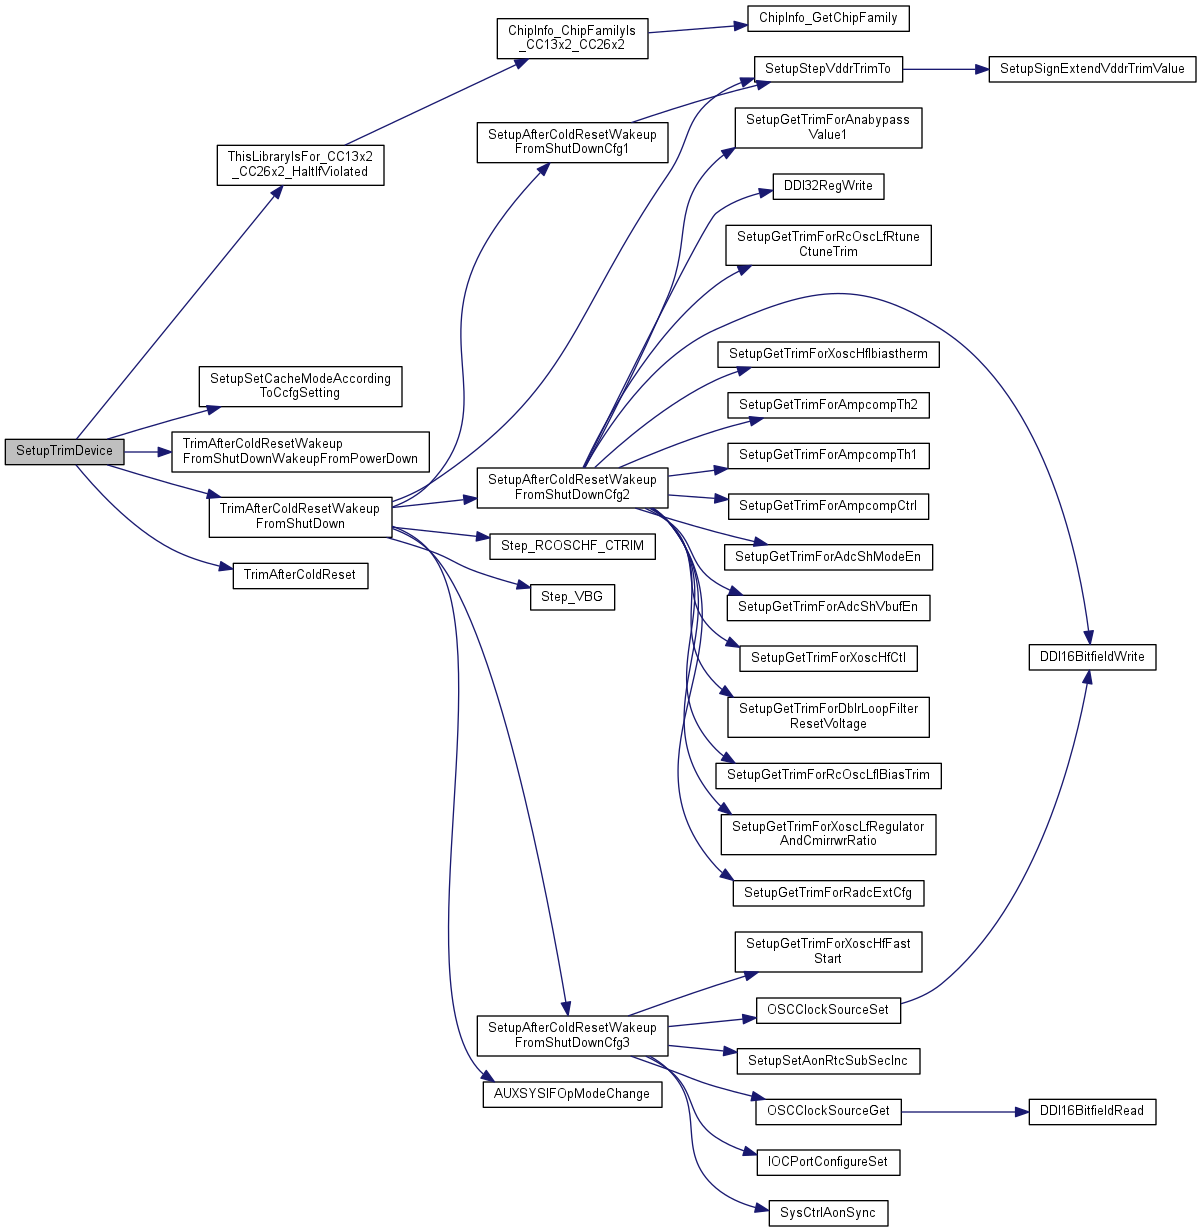 ChipInfo_GetChipFamily
ChipInfo_ChipFamilyIs
_CC13x2_CC26x2
SetupStepVddrTrimTo
SetupSignExtendVddrTrimValue
SetupGetTrimForAnabypass
Value1
SetupAfterColdResetWakeup
FromShutDownCfg1
ThisLibraryIsFor_CC13x2
_CC26x2_HaltIfViolated
DDI32RegWrite
SetupGetTrimForRcOscLfRtune
CtuneTrim
SetupGetTrimForXoscHfIbiastherm
SetupSetCacheModeAccording
ToCcfgSetting
SetupGetTrimForAmpcompTh2
SetupTrimDevice
TrimAfterColdResetWakeup
FromShutDownWakeupFromPowerDown
SetupGetTrimForAmpcompTh1
SetupAfterColdResetWakeup
FromShutDownCfg2
SetupGetTrimForAmpcompCtrl
TrimAfterColdResetWakeup
FromShutDown
Step_RCOSCHF_CTRIM
SetupGetTrimForAdcShModeEn
TrimAfterColdReset
Step_VBG
SetupGetTrimForAdcShVbufEn
SetupGetTrimForXoscHfCtl
DDI16BitfieldWrite
SetupGetTrimForDblrLoopFilter
ResetVoltage
SetupGetTrimForRcOscLfIBiasTrim
SetupGetTrimForXoscLfRegulator
AndCmirrwrRatio
SetupGetTrimForRadcExtCfg
SetupGetTrimForXoscHfFast
Start
OSCClockSourceSet
SetupAfterColdResetWakeup
FromShutDownCfg3
SetupSetAonRtcSubSecInc
AUXSYSIFOpModeChange
OSCClockSourceGet
DDI16BitfieldRead
IOCPortConfigureSet
SysCtrlAonSync